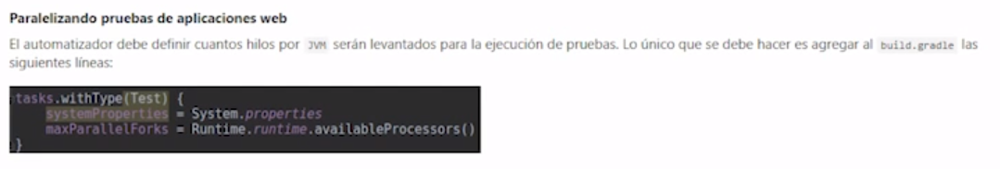 Paralelizando pruebas de aplicaciones web
El automatizador debe definir cuantos hilos por JVM serán levantados para la ejecución de pruebas. Lo único que se debe hacer es agregar al build.gradle las
siguientes líneas:
tasks.withType(Test) {
systemProperties = System.properties
maxParallelForks = Runtime.runtime.availableProcessors()
}